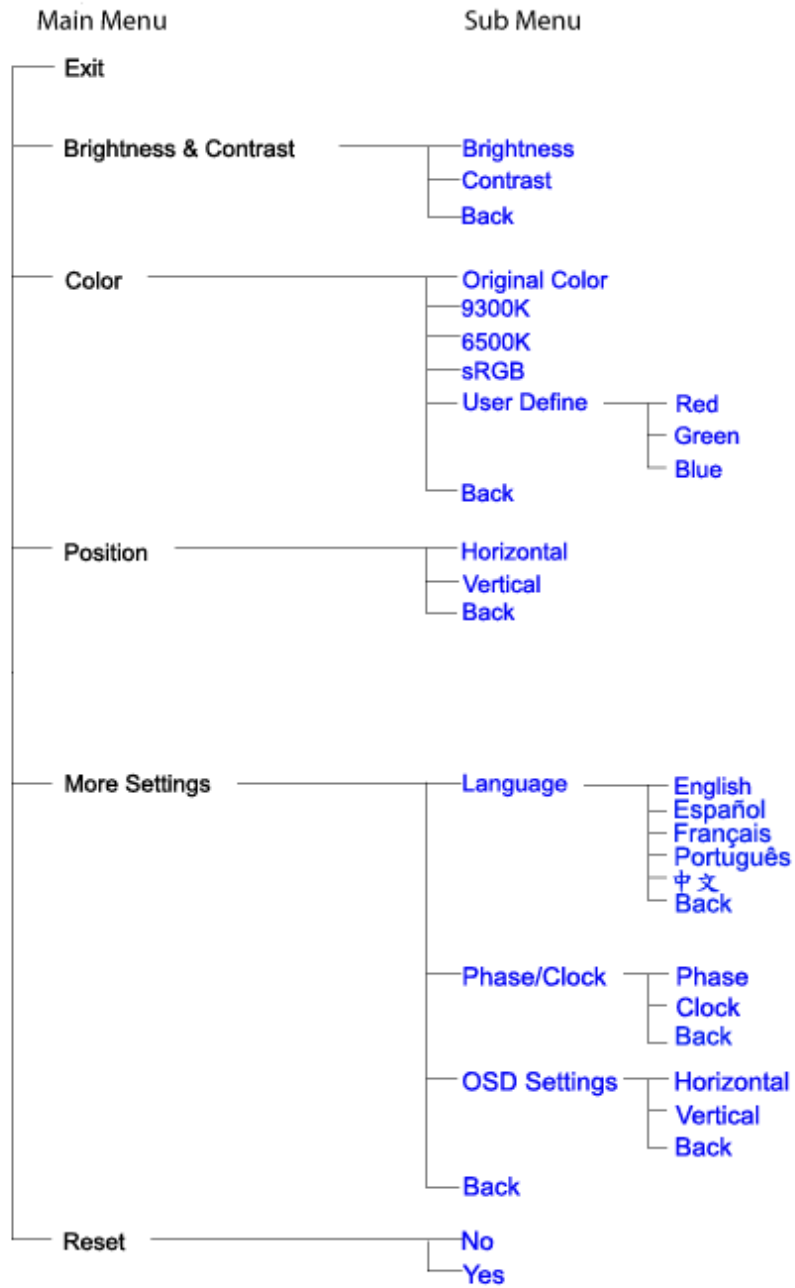 Main Menu Sub Menu
Exit
Brightness & Contrast Brightness
Contrast
Back
Color Original Color
9300K
6500K
sRGB
User Define Red
Green
Blue
Back
Position Horizontal
Vertical
Back
More Settings Language English
Español
Français
Português
中文
Back
Phase/Clock Phase
Clock
Back
OSD Settings Horizontal
Vertical
Back
Back
Reset No
Yes